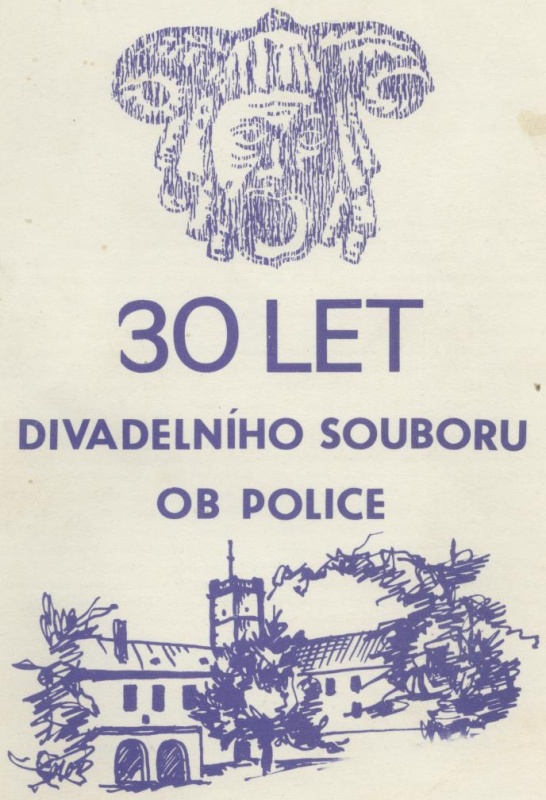 30 LET
DIVADELNÍHO SOUBORU
OB POLICE